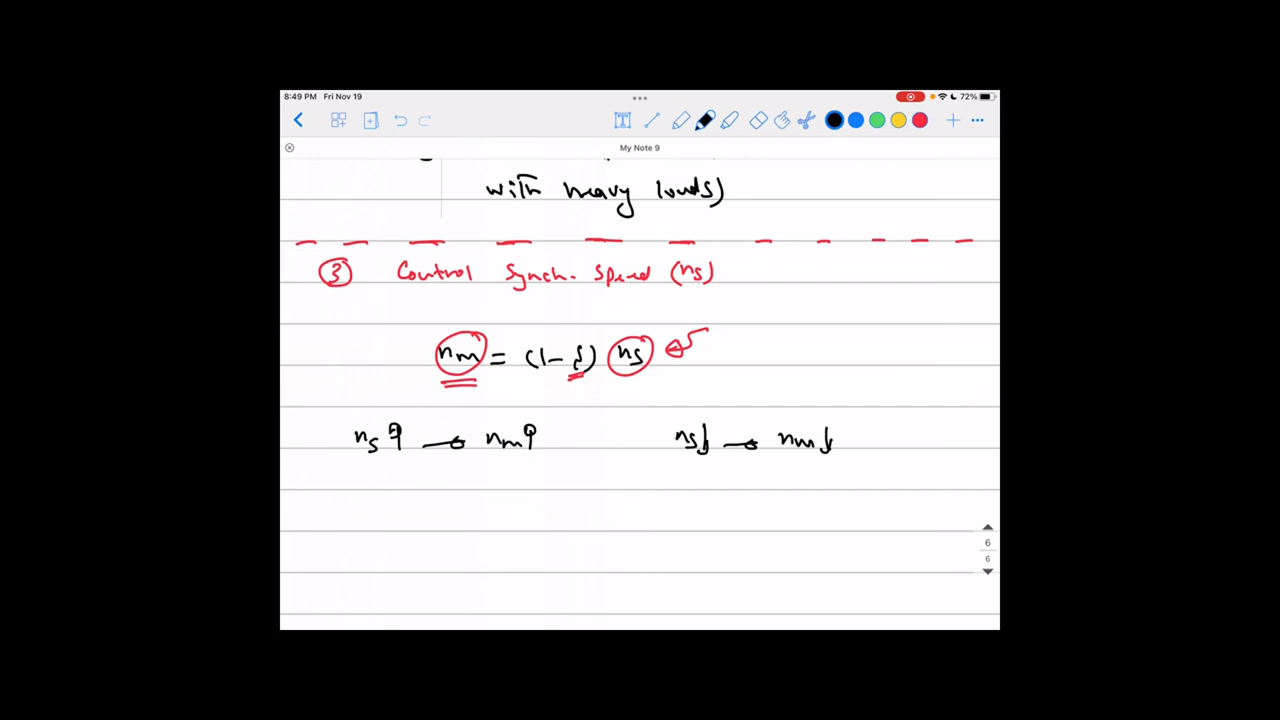 8:49 PM Fri Nov 19
72%
My Note 9
with heavy loads)
③ Control Synch. Speed (ns)
nm = (1-s) ns
ns↑ → nm↑ ns↓ → nm↓
6
6